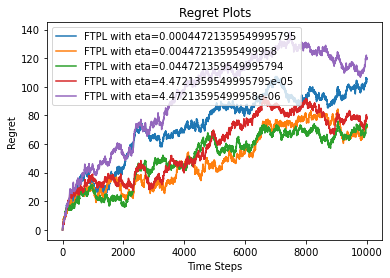 Regret Plots
FTPL with eta=0.00044721359549995795
FTPL with eta=0.00447213595499958
FTPL with eta=0.044721359549995794
FTPL with eta=4.4721359549995795e-05
FTPL with eta=4.47213595499958e-06
Regret
140
120
100
80
60
40
20
0
0 2000 4000 6000 8000 10000
Time Steps